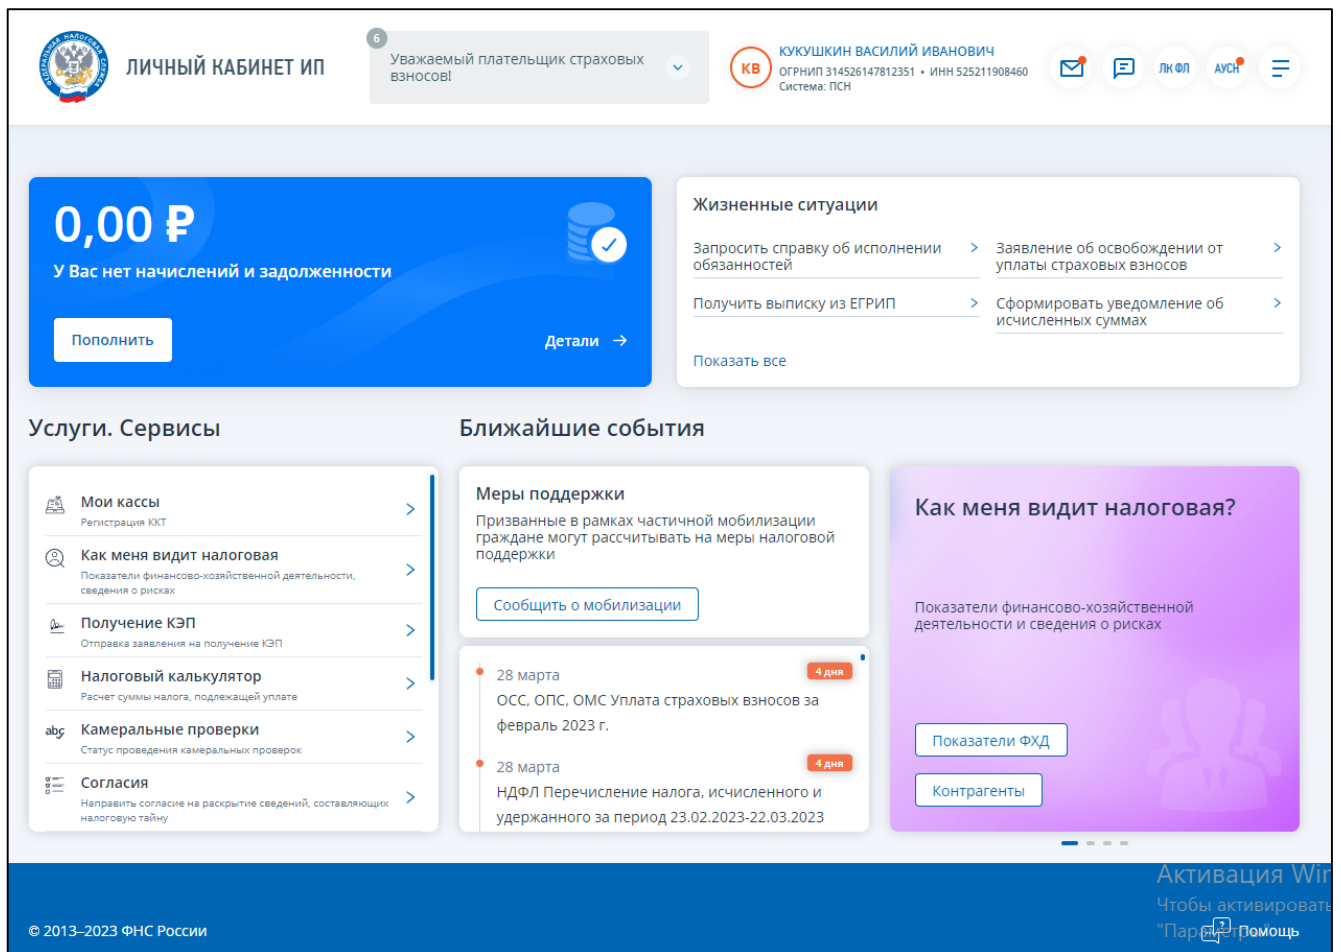 ФЕДЕРАЛЬНАЯ НАЛОГОВАЯ СЛУЖБА
ЛИЧНЫЙ КАБИНЕТ ИП
6
Уважаемый плательщик страховых
взносов!
КВ
КУКУШКИН ВАСИЛИЙ ИВАНОВИЧ
ОГРНИП 314526147812351 • ИНН 525211908460
Система: ПСН
ЛК ФЛ
АУСН
0,00 ₽
У Вас нет начислений и задолженности
Пополнить
Детали →
Жизненные ситуации
Запросить справку об исполнении
обязанностей
Заявление об освобождении от
уплаты страховых взносов
Получить выписку из ЕГРИП
Сформировать уведомление об
исчисленных суммах
Показать все
Услуги. Сервисы
Мои кассы
Регистрация ККТ
Как меня видит налоговая
Показатели финансово-хозяйственной деятельности,
сведения о рисках
Получение КЭП
Отправка заявления на получение КЭП
Налоговый калькулятор
Расчет суммы налога, подлежащей уплате
Камеральные проверки
Статус проведения камеральных проверок
Согласия
Направить согласие на раскрытие сведений, составляющих
налоговую тайну
Ближайшие события
Меры поддержки
Призванные в рамках частичной мобилизации
граждане могут рассчитывать на меры налоговой
поддержки
Сообщить о мобилизации
28 марта
4 дня
ОСС, ОПС, ОМС Уплата страховых взносов за
февраль 2023 г.
28 марта
4 дня
НДФЛ Перечисление налога, исчисленного и
удержанного за период 23.02.2023-22.03.2023
Как меня видит налоговая?
Показатели финансово-хозяйственной
деятельности и сведения о рисках
Показатели ФХД
Контрагенты
Активация Wir
Чтобы активировать
© 2013–2023 ФНС России
Помощь